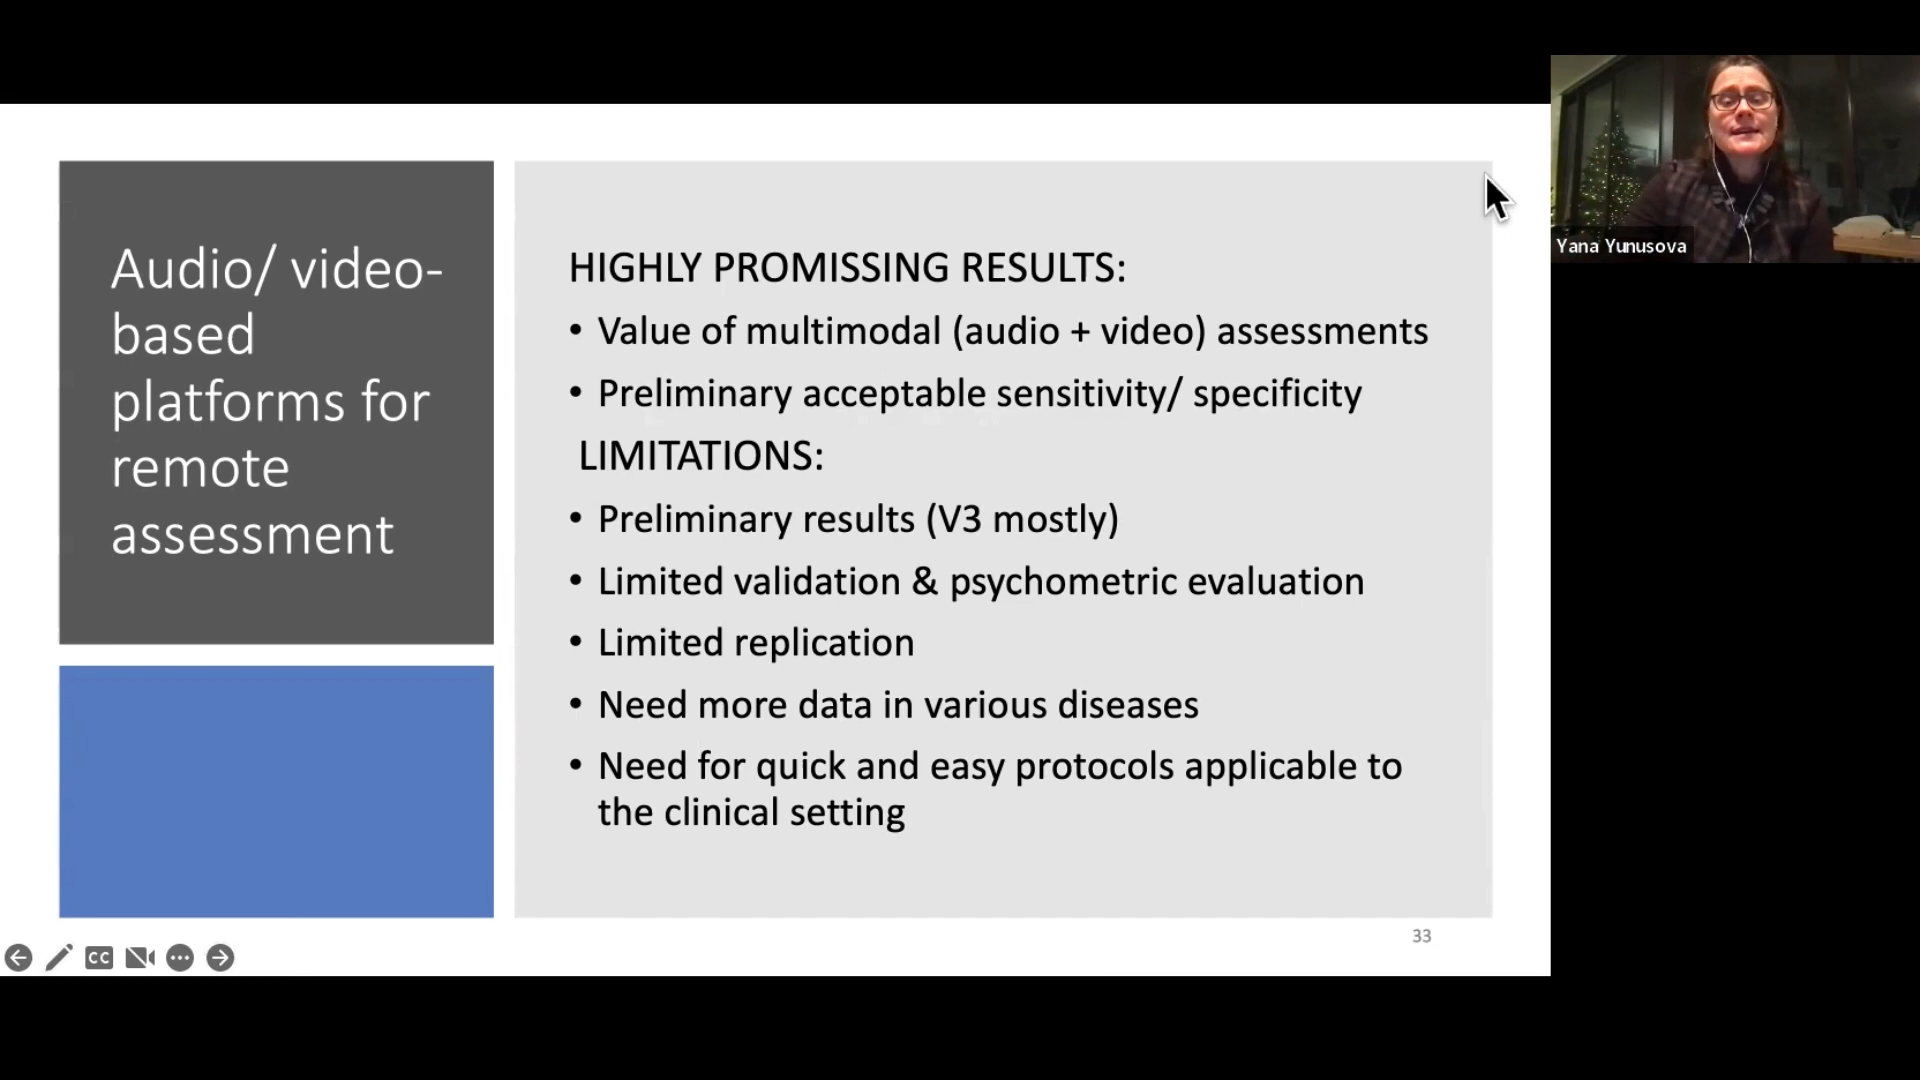 Audio/ video-
based
platforms for
remote
assessment
HIGHLY PROMISSING RESULTS:
• Value of multimodal (audio + video) assessments
• Preliminary acceptable sensitivity/ specificity
LIMITATIONS:
• Preliminary results (V3 mostly)
• Limited validation & psychometric evaluation
• Limited replication
• Need more data in various diseases
• Need for quick and easy protocols applicable to
the clinical setting
33
CC
Yana Yunusova